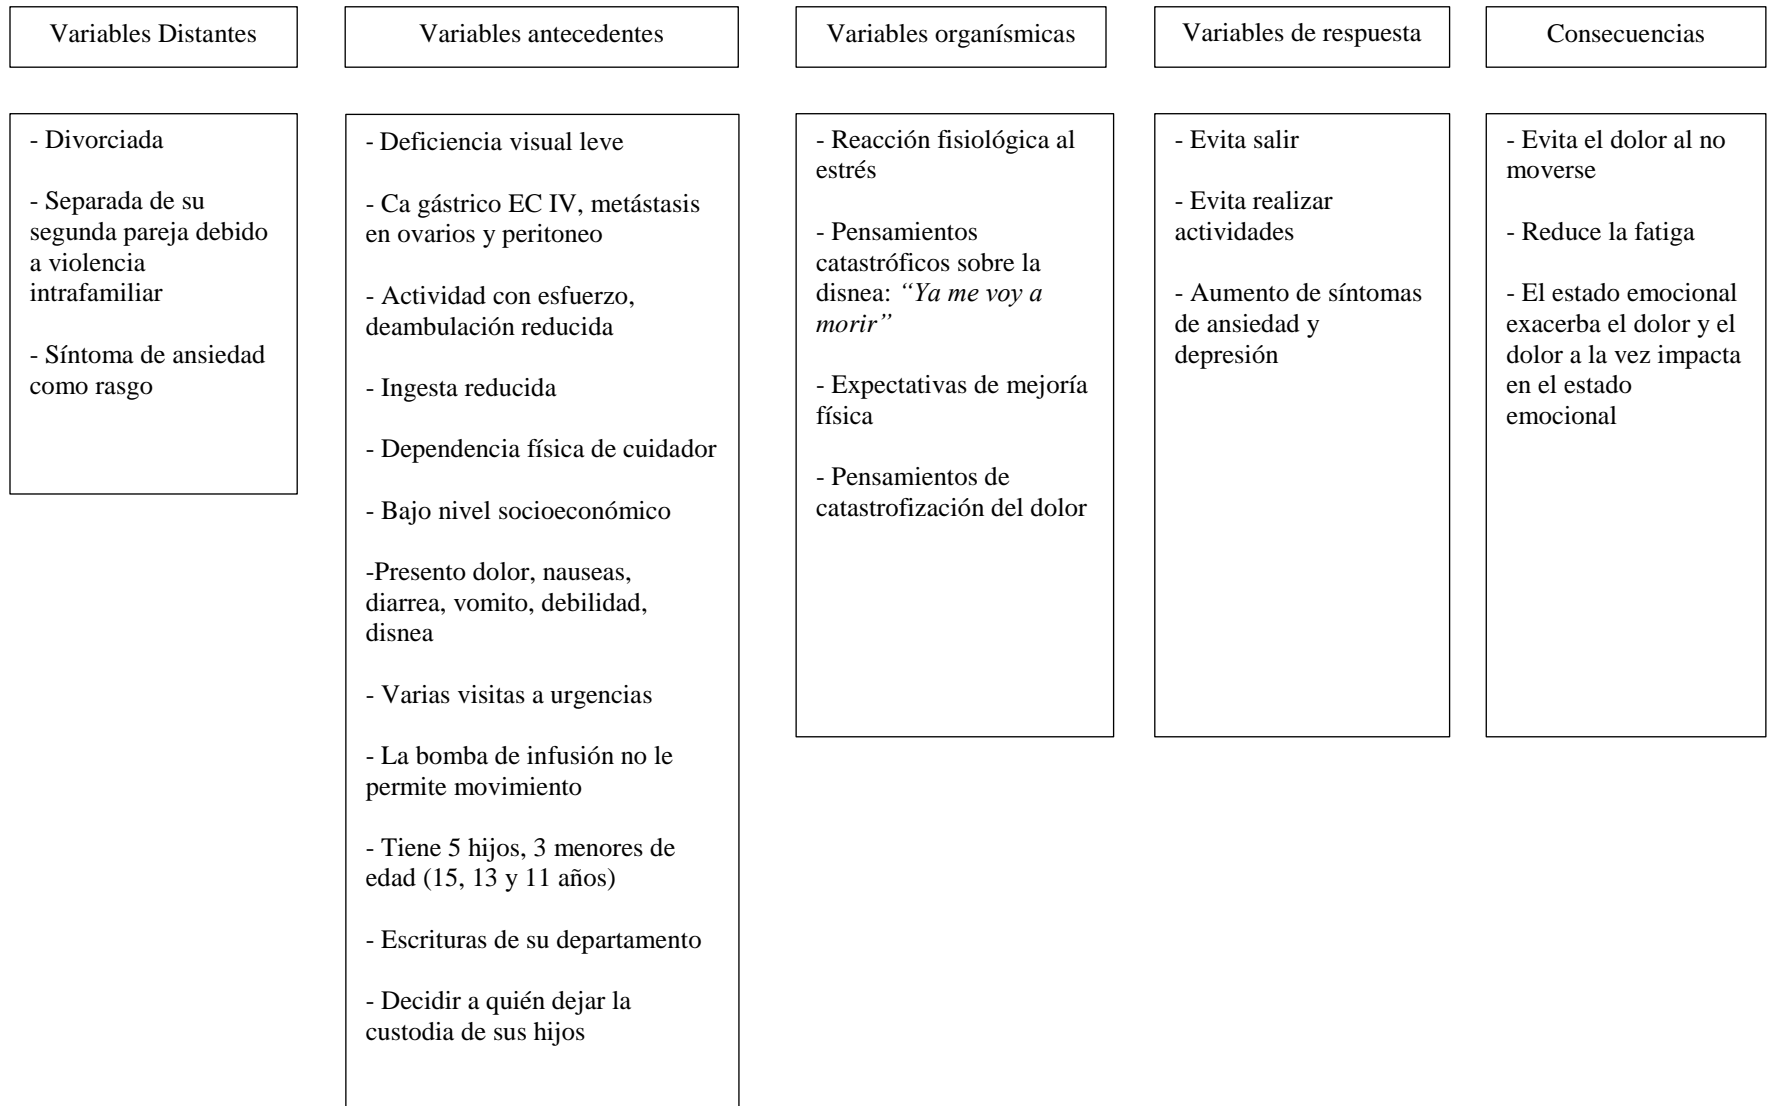 Variables Distantes
Variables antecedentes
Variables organísmicas
Variables de respuesta
Consecuencias
- Divorciada
- Separada de su
segunda pareja debido
a violencia
intrafamiliar
- Síntoma de ansiedad
como rasgo
- Deficiencia visual leve
- Ca gástrico EC IV, metástasis
en ovarios y peritoneo
- Actividad con esfuerzo,
deambulación reducida
- Ingesta reducida
- Dependencia física de cuidador
- Bajo nivel socioeconómico
-Presento dolor, nauseas,
diarrea, vomito, debilidad,
disnea
- Varias visitas a urgencias
- La bomba de infusión no le
permite movimiento
- Tiene 5 hijos, 3 menores de
edad (15, 13 y 11 años)
- Escrituras de su departamento
- Decidir a quién dejar la
custodia de sus hijos
- Reacción fisiológica al
estrés
- Pensamientos
catastróficos sobre la
disnea: “Ya me voy a
morir”
- Expectativas de mejoría
física
- Pensamientos de
catastrofización del dolor
- Evita salir
- Evita realizar
actividades
- Aumento de síntomas
de ansiedad y
depresión
- Evita el dolor al no
moverse
- Reduce la fatiga
- El estado emocional
exacerba el dolor y el
dolor a la vez impacta
en el estado
emocional